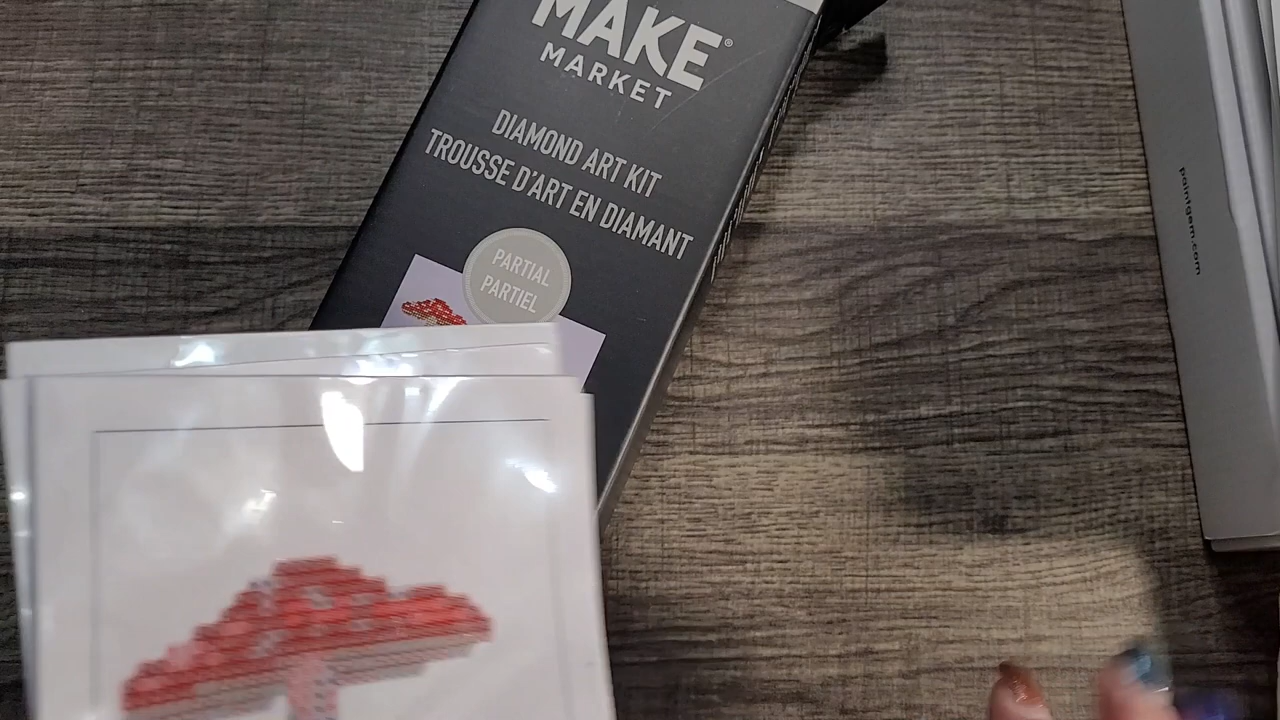 MAKE®
MARKET
DIAMOND ART KIT
TROUSSE D'ART EN DIAMANT
PARTIAL
PARTIEL
paintgem.com